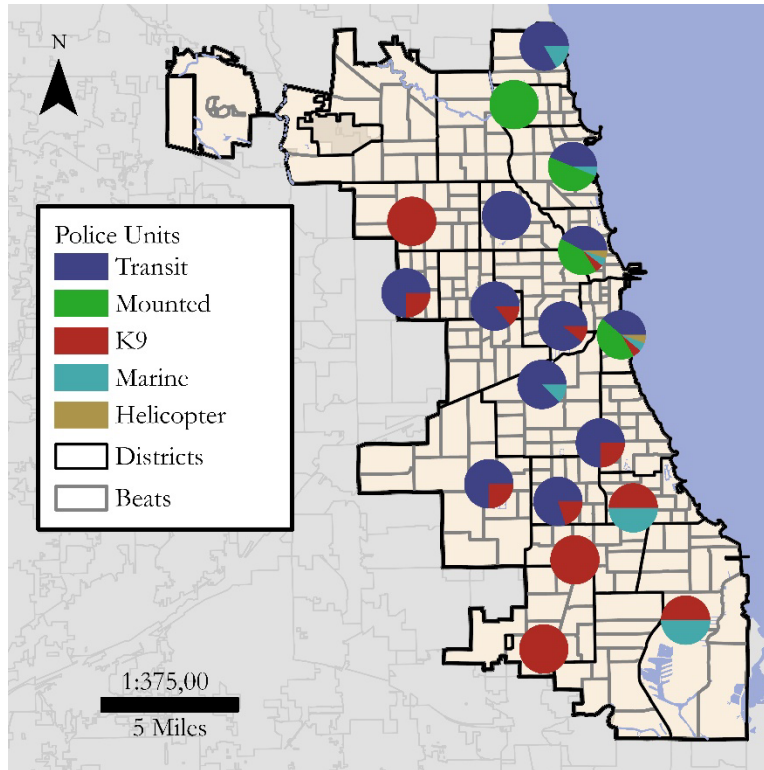 N
Police Units
Transit
Mounted
K9
Marine
Helicopter
Districts
Beats
1:375,00
5 Miles